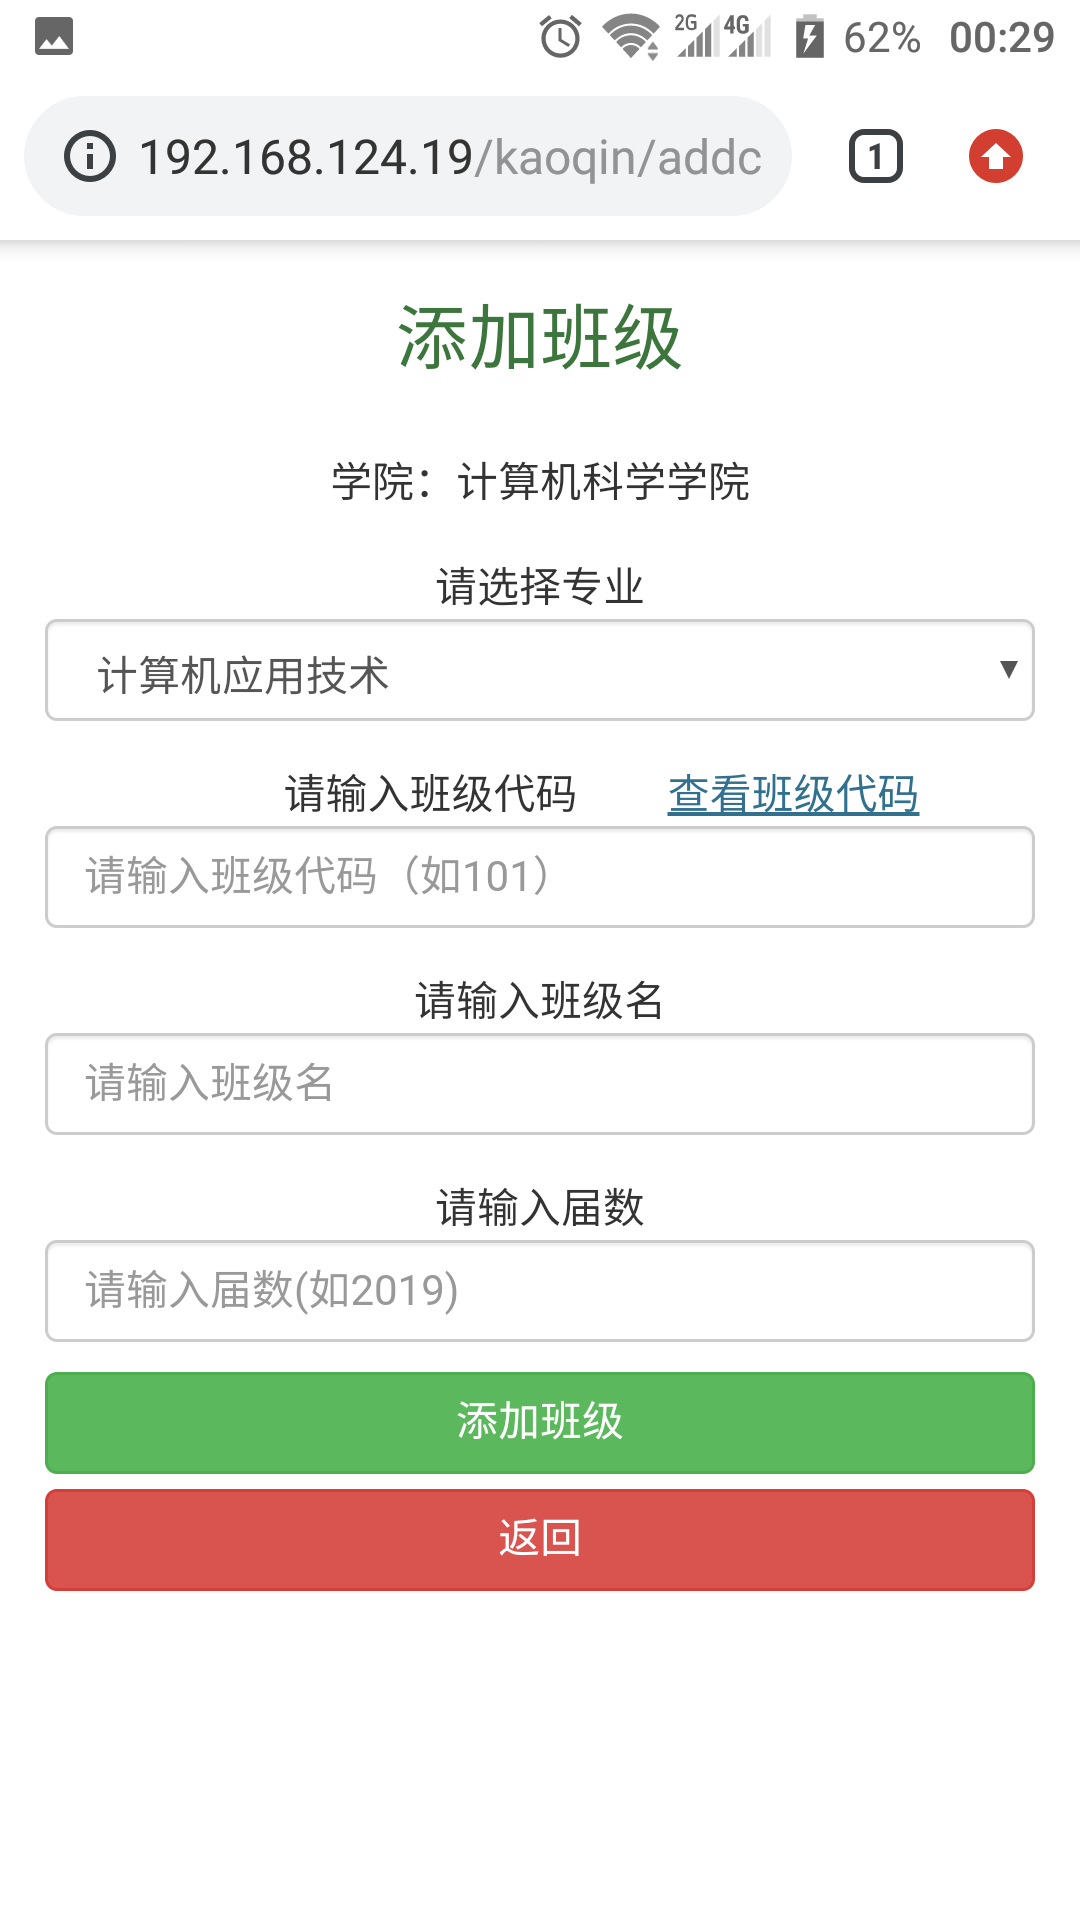 2G 4G 62% 00:29
192.168.124.19/kaoqin/addc 1
添加班级
学院：计算机科学学院
请选择专业
计算机应用技术
请输入班级代码 查看班级代码
请输入班级代码（如101）
请输入班级名
请输入班级名
请输入届数
请输入届数(如2019)
添加班级
返回